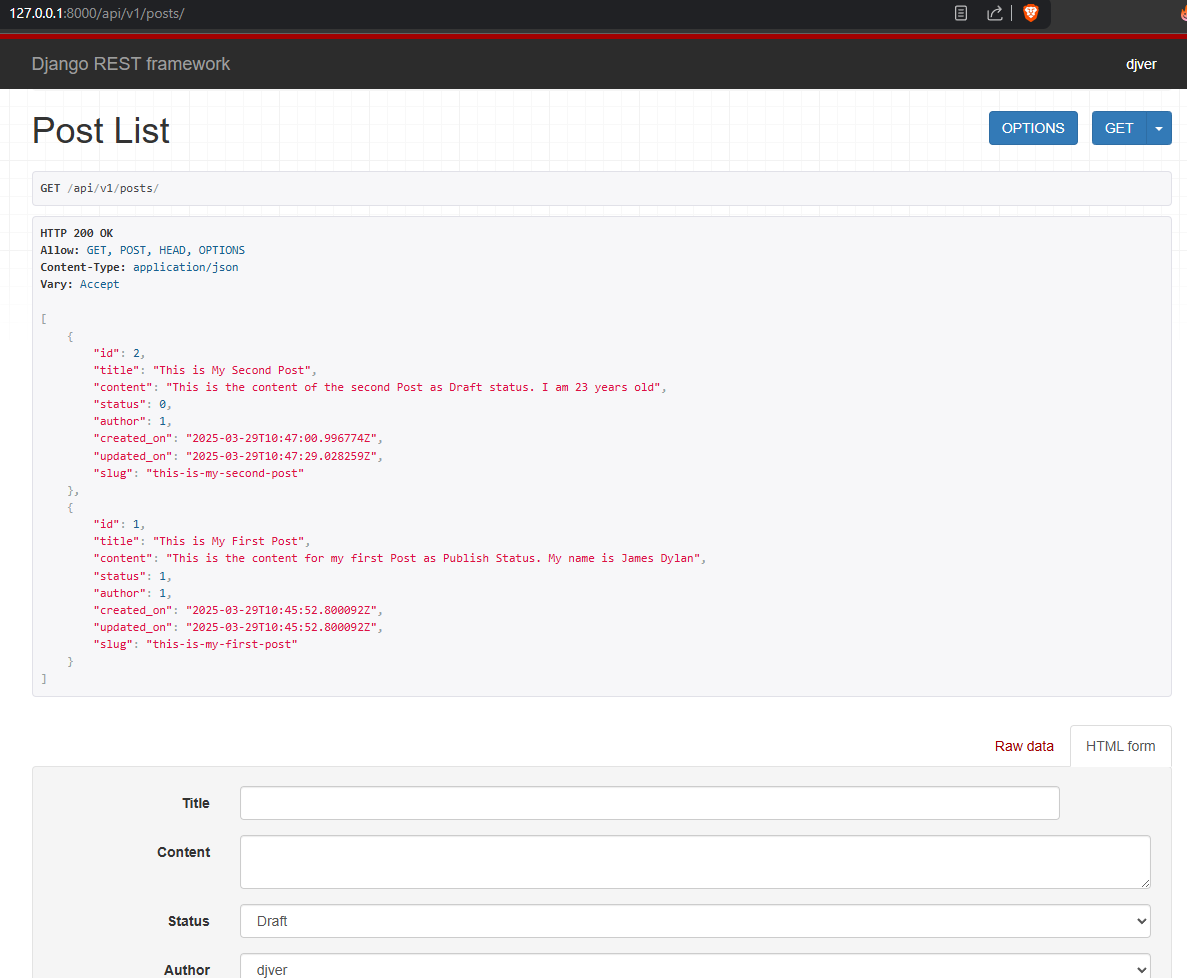 127.0.0.1:8000/api/v1/posts/
Django REST framework
djver
Post List
OPTIONS
GET
GET /api/v1/posts/
HTTP 200 OK
Allow: GET, POST, HEAD, OPTIONS
Content-Type: application/json
Vary: Accept
[
    {
        "id": 2,
        "title": "This is My Second Post",
        "content": "This is the content of the second Post as Draft status. I am 23 years old",
        "status": 0,
        "author": 1,
        "created_on": "2025-03-29T10:47:00.996774Z",
        "updated_on": "2025-03-29T10:47:29.028259Z",
        "slug": "this-is-my-second-post"
    },
    {
        "id": 1,
        "title": "This is My First Post",
        "content": "This is the content for my first Post as Publish Status. My name is James Dylan",
        "status": 1,
        "author": 1,
        "created_on": "2025-03-29T10:45:52.800092Z",
        "updated_on": "2025-03-29T10:45:52.800092Z",
        "slug": "this-is-my-first-post"
    }
]
Raw data
HTML form
Title
Content
Status
Draft
Author
djver